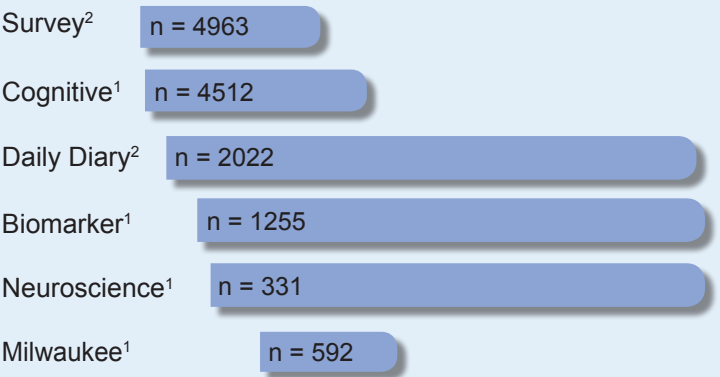 Survey² n = 4963
Cognitive¹ n = 4512
Daily Diary² n = 2022
Biomarker¹ n = 1255
Neuroscience¹ n = 331
Milwaukee¹ n = 592